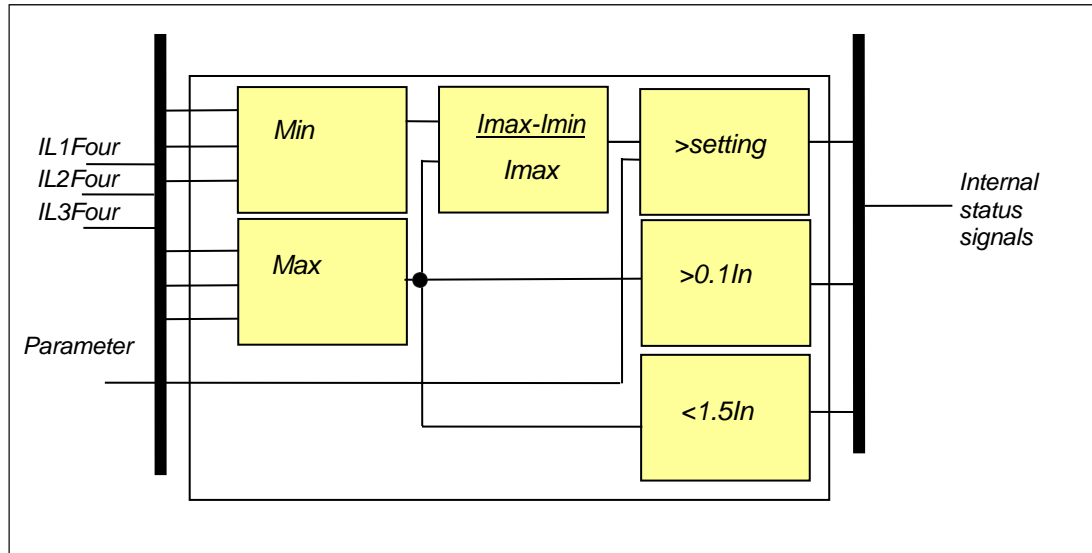 IL1Four
IL2Four
IL3Four
Parameter
Min
Max
Imax-Imin
Imax
>setting
>0.1In
<1.5In
Internal
status
signals